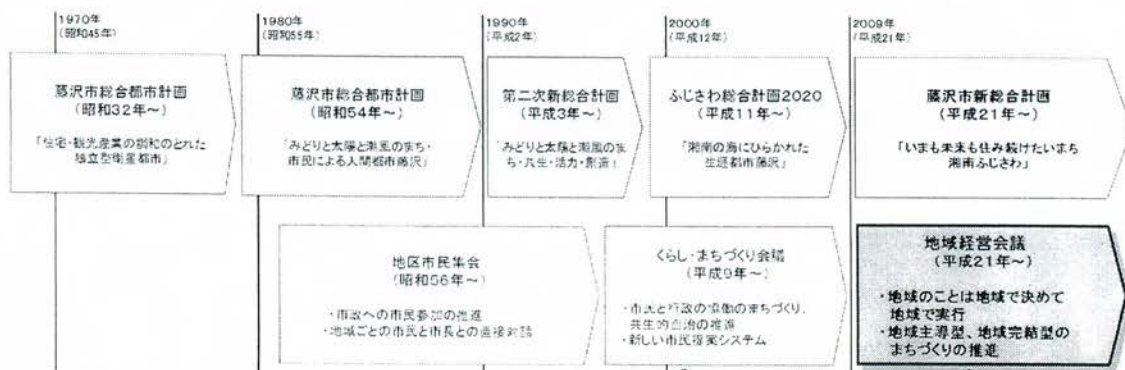 1970年
(昭和45年)
1980年
(昭和55年)
1990年
(平成2年)
2000年
(平成12年)
2009年
(平成21年)
藤沢市総合都市計画
(昭和32年~)
「住宅・観光産業の調和のとれた
独立型衛星都市」
藤沢市総合都市計画
(昭和54年~)
「みどりと太陽と潮風のまち・
市民による人間都市藤沢」
第二次新総合計画
(平成3年~)
「みどりと太陽と潮風のま
ち・共生・活力・創造」
ふじさわ総合計画2020
(平成11年~)
「湘南の海にひらかれた
生涯都市藤沢」
藤沢市新総合計画
(平成21年~)
「いまも未来も住み続けたいまち
湘南ふじさわ」
地区市民集会
(昭和56年~)
・市政への市民参加の推進
・地域ごとの市民と市長との直接対話
くらし・まちづくり会議
(平成9年~)
・市民と行政の協働のまちづくり、
共生的自治の推進
・新しい市民提案システム
地域経営会議
(平成21年~)
・地域のことは地域で決めて
地域で実行
・地域主導型、地域完結型の
まちづくりの推進